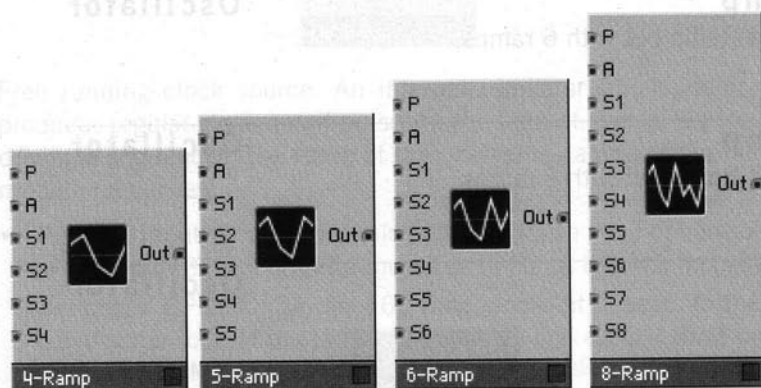 P
A
S1
S2
S3
S4
Out
4-Ramp
P
A
S1
S2
S3
S4
S5
Out
5-Ramp
P
A
S1
S2
S3
S4
S5
S6
Out
6-Ramp
P
A
S1
S2
S3
S4
S5
S6
S7
S8
Out
8-Ramp